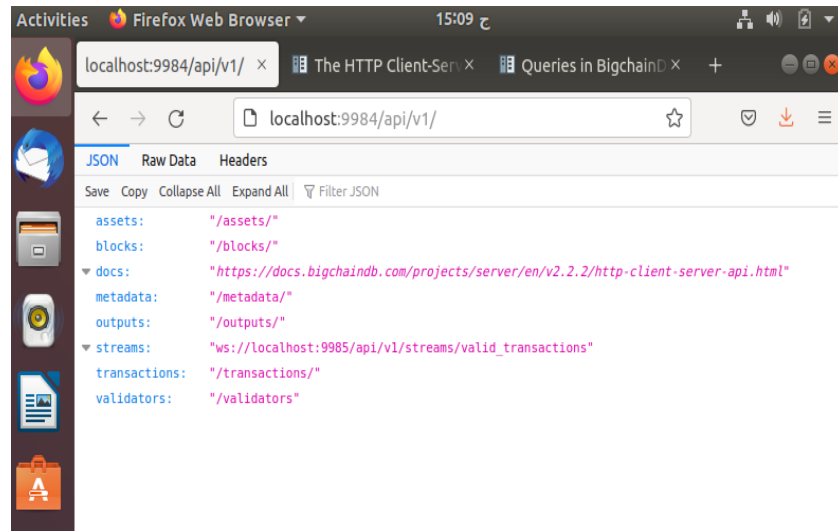 Activities Firefox Web Browser ▾ 15:09 ح
localhost:9984/api/v1/ × The HTTP Client-Serv × Queries in BigchainD × +
localhost:9984/api/v1/
JSON Raw Data Headers
Save Copy Collapse All Expand All Filter JSON
assets: "/assets/"
blocks: "/blocks/"
docs: "https://docs.bigchaindb.com/projects/server/en/v2.2.2/http-client-server-api.html"
metadata: "/metadata/"
outputs: "/outputs/"
streams: "ws://localhost:9985/api/v1/streams/valid_transactions"
transactions: "/transactions/"
validators: "/validators"